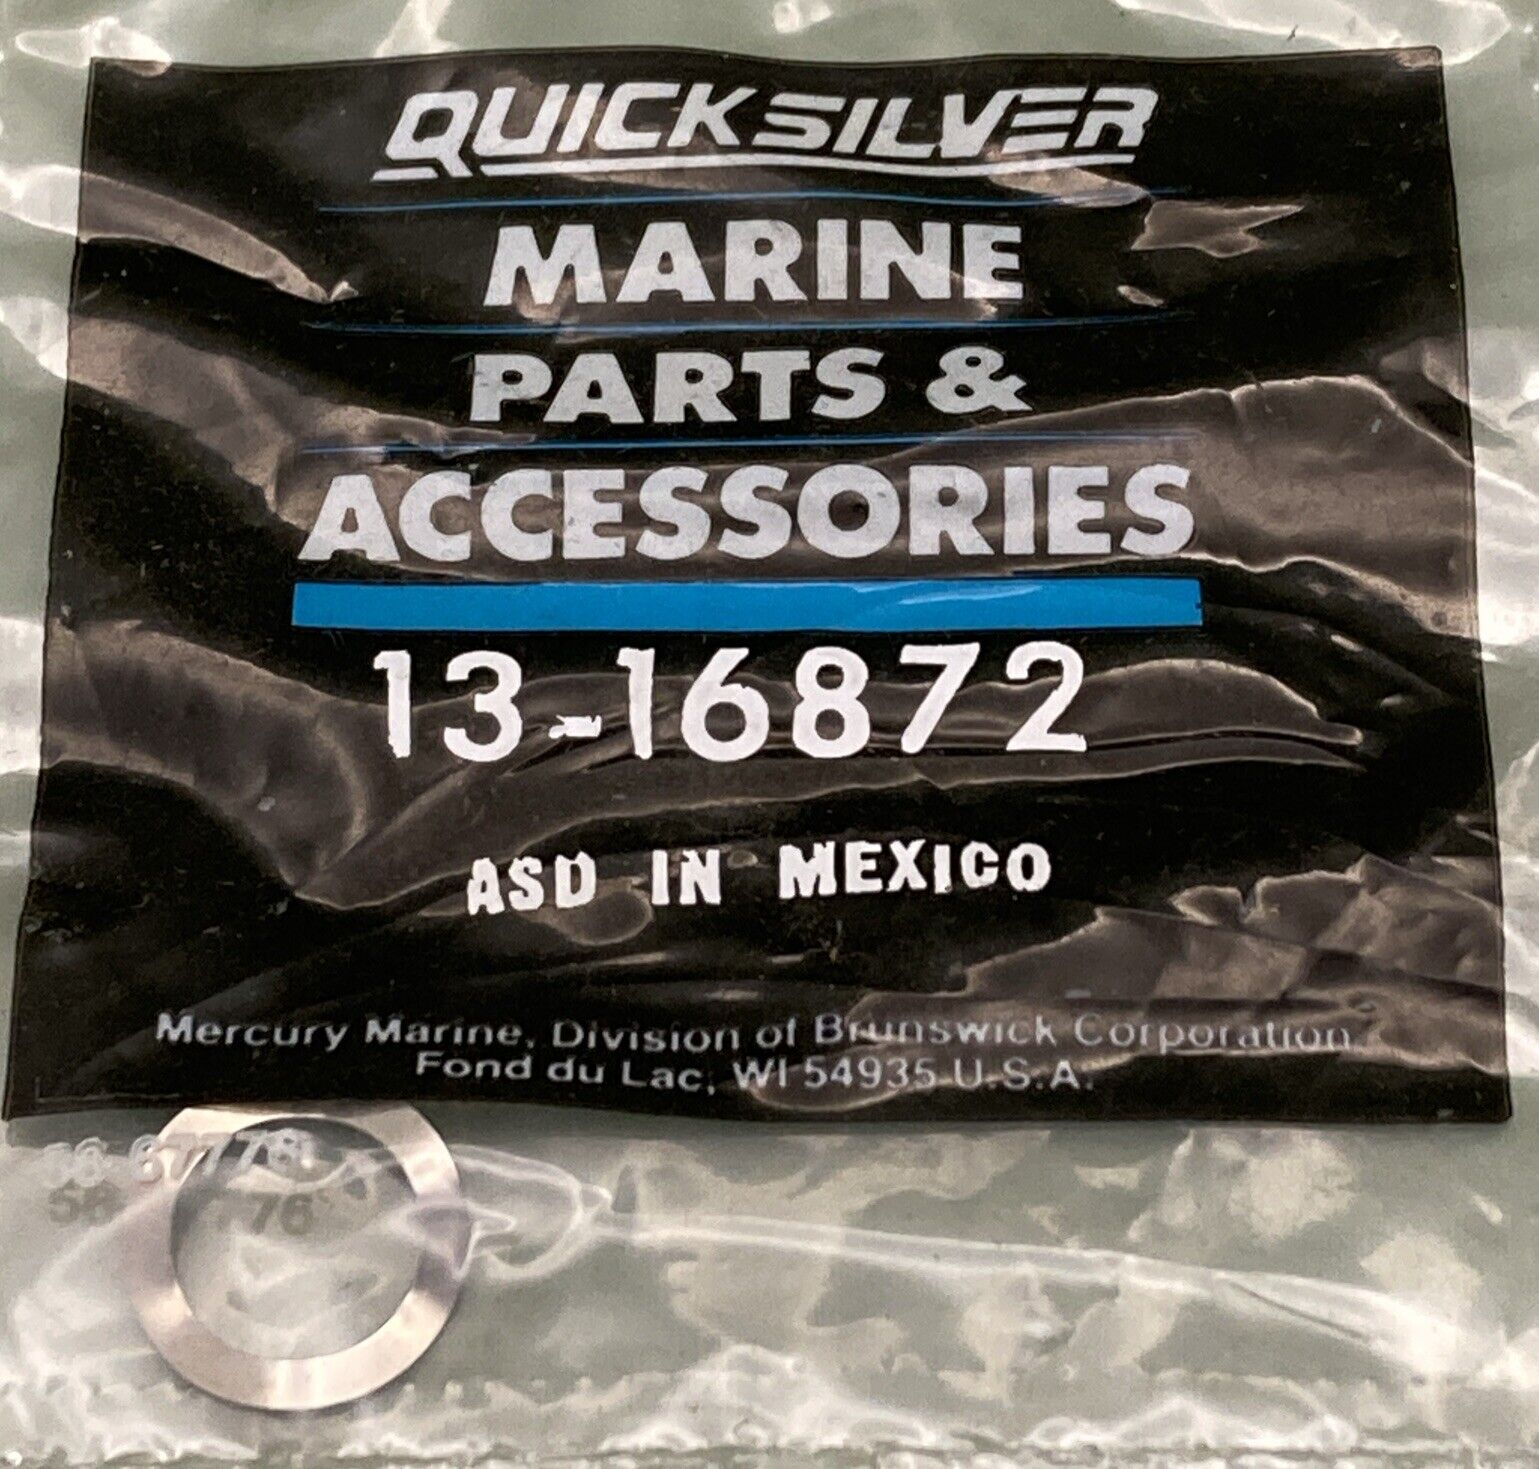 QUICKSILVER
MARINE
PARTS &
ACCESSORIES
13-16872
ASD IN MEXICO
Mercury Marine, Division of Brunswick Corporation
Fond du Lac, WI 54935 U.S.A.